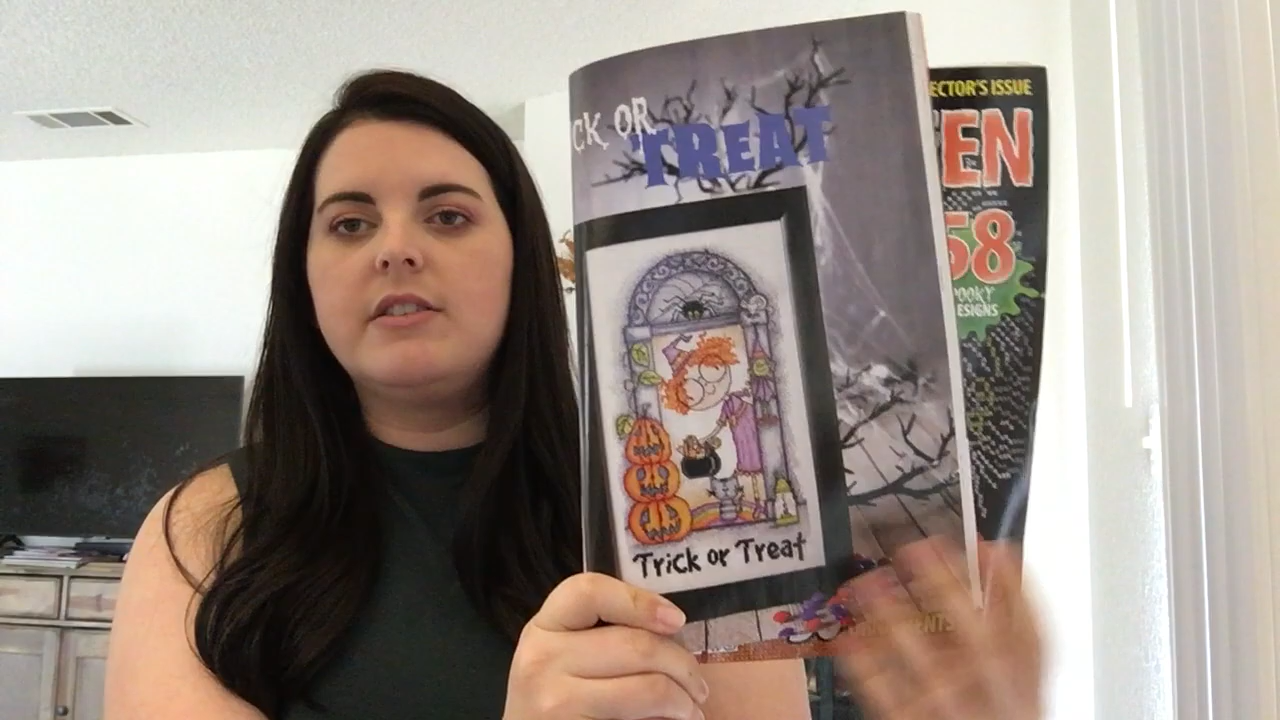 CK OR
TREAT
Trick or Treat
ECTOR'S ISSUE
EN
58
POOKY
ESIGNS